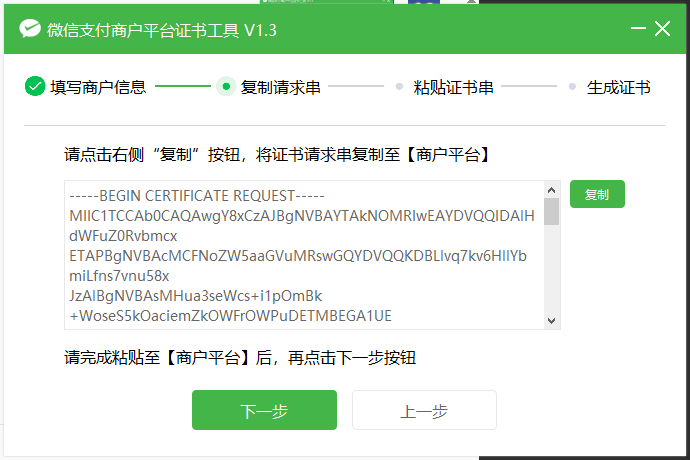 微信支付商户平台证书工具 V1.3
填写商户信息 复制请求串 粘贴证书串 生成证书
请点击右侧“复制”按钮，将证书请求串复制至【商户平台】
-----BEGIN CERTIFICATE REQUEST-----
MIIC1TCCAb0CAQAwgY8xCzAJBgNVBAYTAkNOMRIwEAYDVQQIDAlH
dWFuZ0Rvbmcx
ETAPBgNVBAcMCFNoZW5aaGVuMRswGQYDVQQKDBLlvq7kv6HllYb
miLfns7vnu58x
JzAlBgNVBAsMHua3seWcs+i1pOmBk
+WoseS5kOaciemZkOWFrOWPuDETMBEGA1UE
复制
请完成粘贴至【商户平台】后，再点击下一步按钮
下一步 上一步